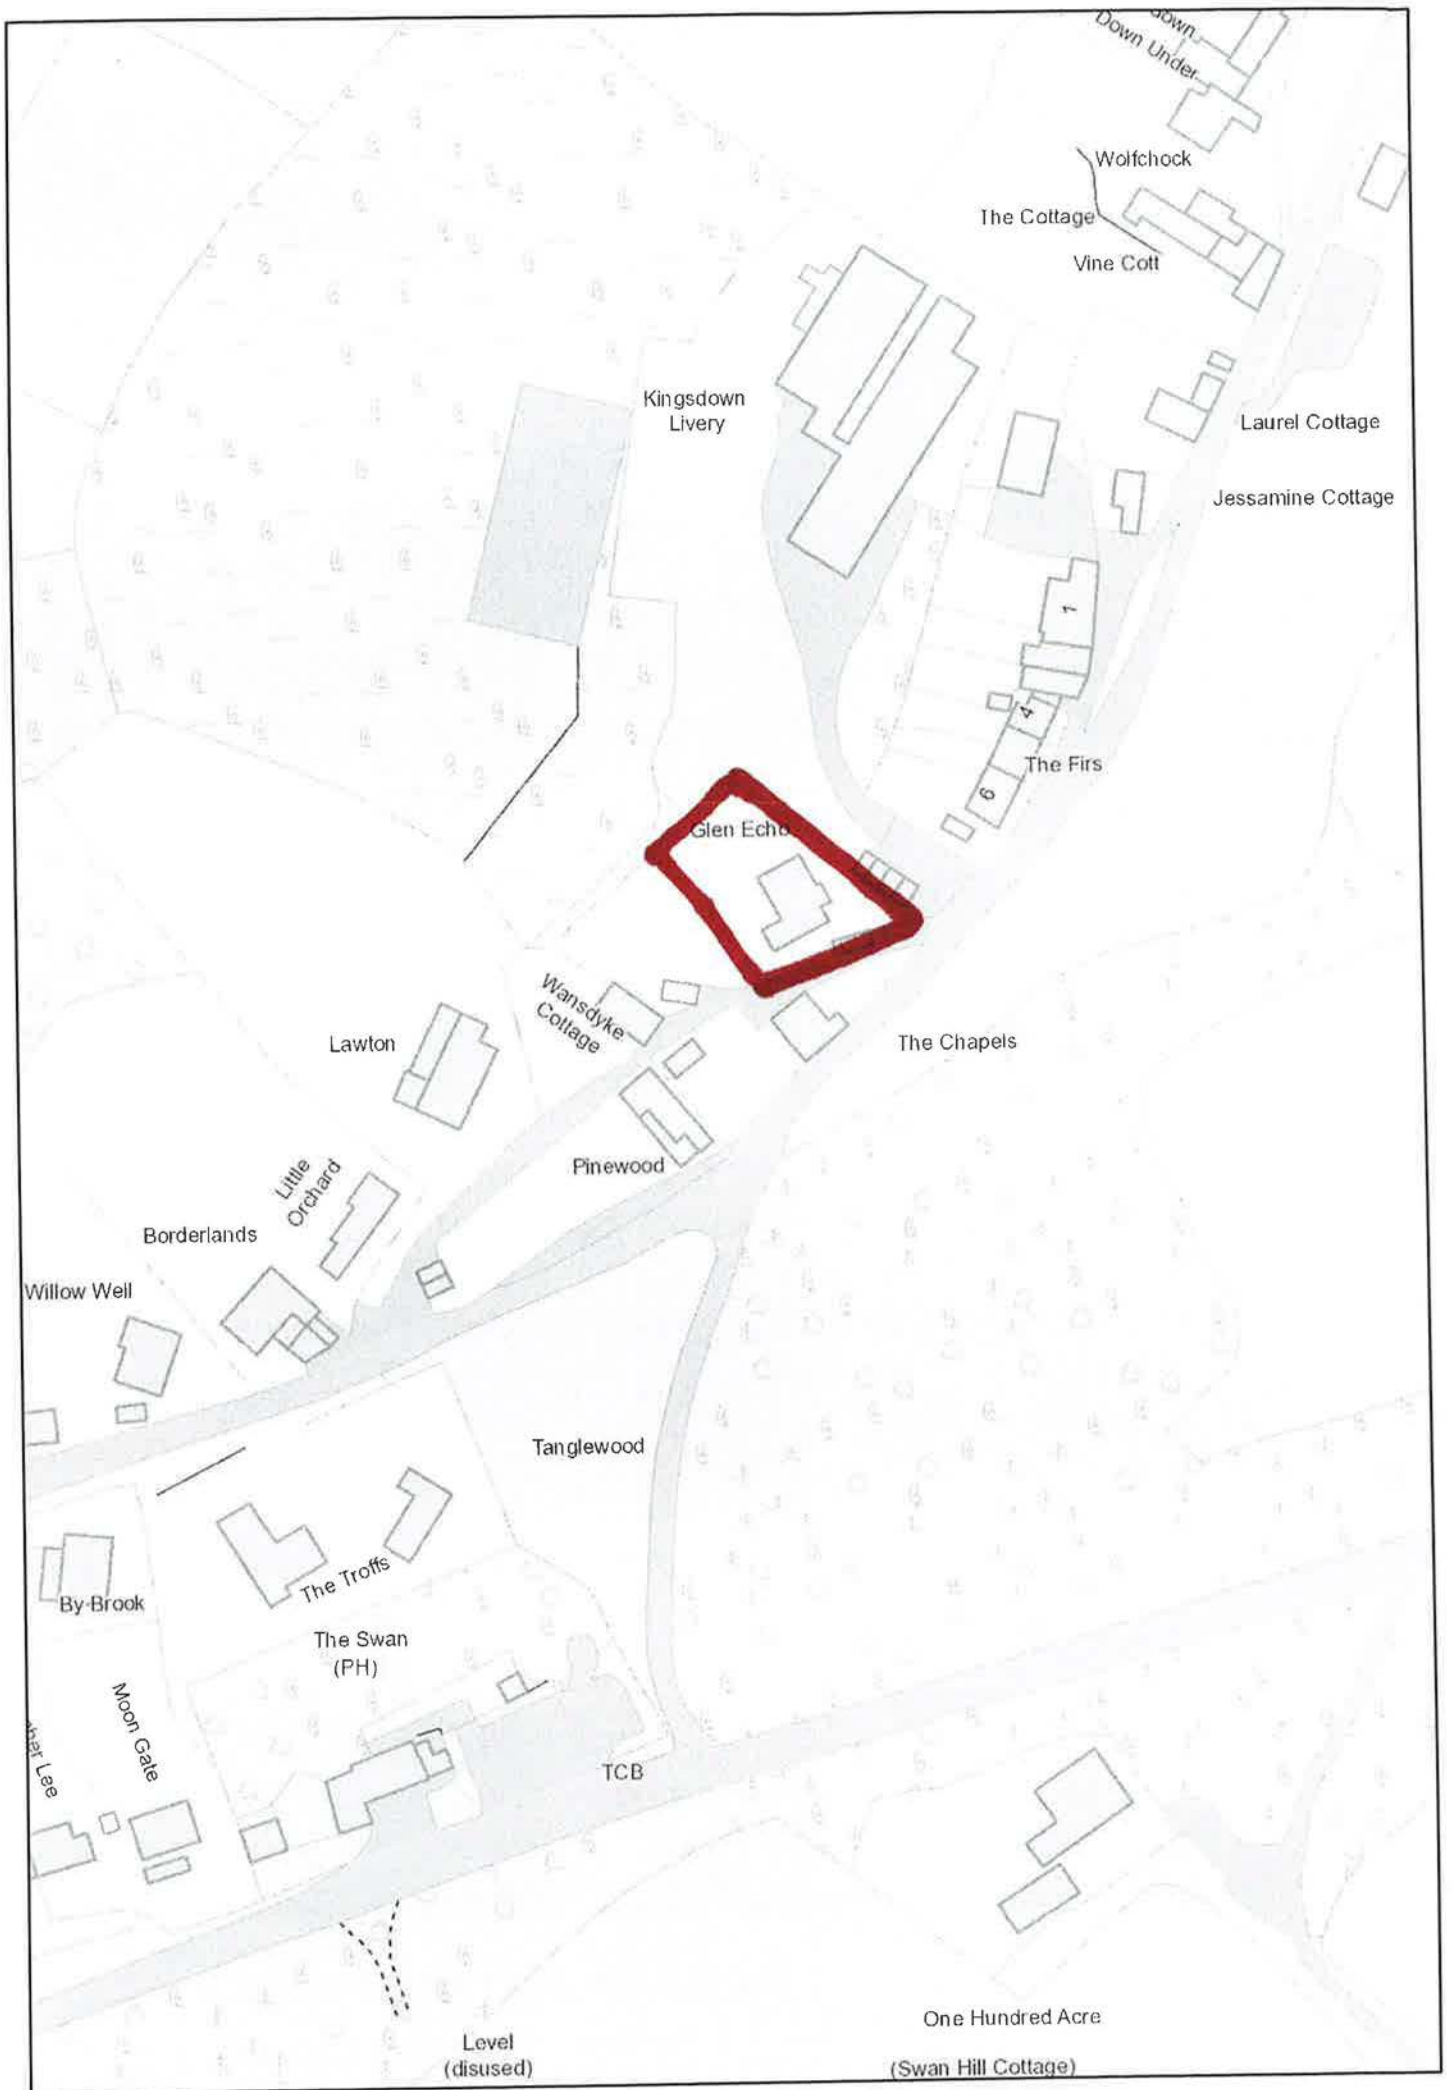 Down Under
Wolfchock
The Cottage
Vine Cott
Kingsdown
Livery
Laurel Cottage
Jessamine Cottage
1
4
The Firs
6
Glen Echo
Wansdyke
Cottage
The Chapels
Lawton
Pinewood
Little
Orchard
Borderlands
Willow Well
Tanglewood
The Troffs
By-Brook
The Swan
(PH)
Moon Gate
Lee
TCB
One Hundred Acre
Level
(disused)
(Swan Hill Cottage)